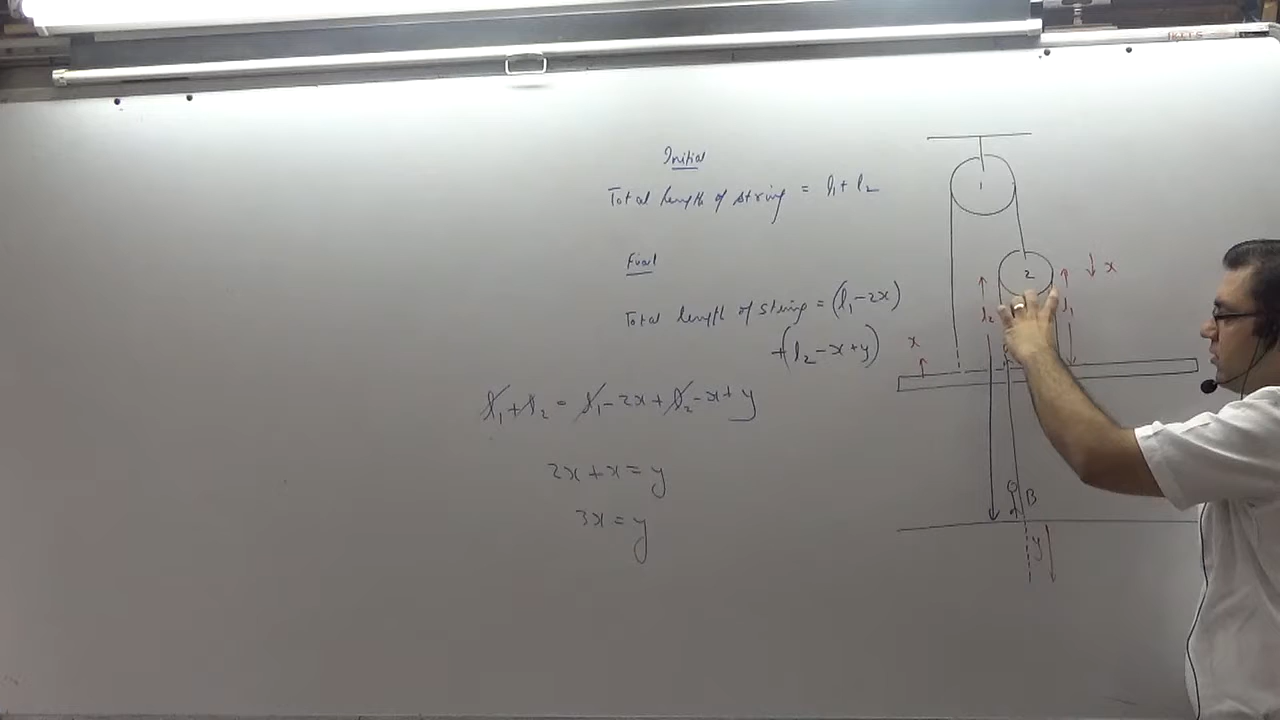 Initial
Total length of string = l₁ + l₂
Final
Total length of string = (l₁ - 2x)
+ (l₂ - x + y)
l₁ + l₂ = l₁ - 2x + l₂ - x + y
2x + x = y
3x = y
1
2
x
l₂
l₁
x
B
y